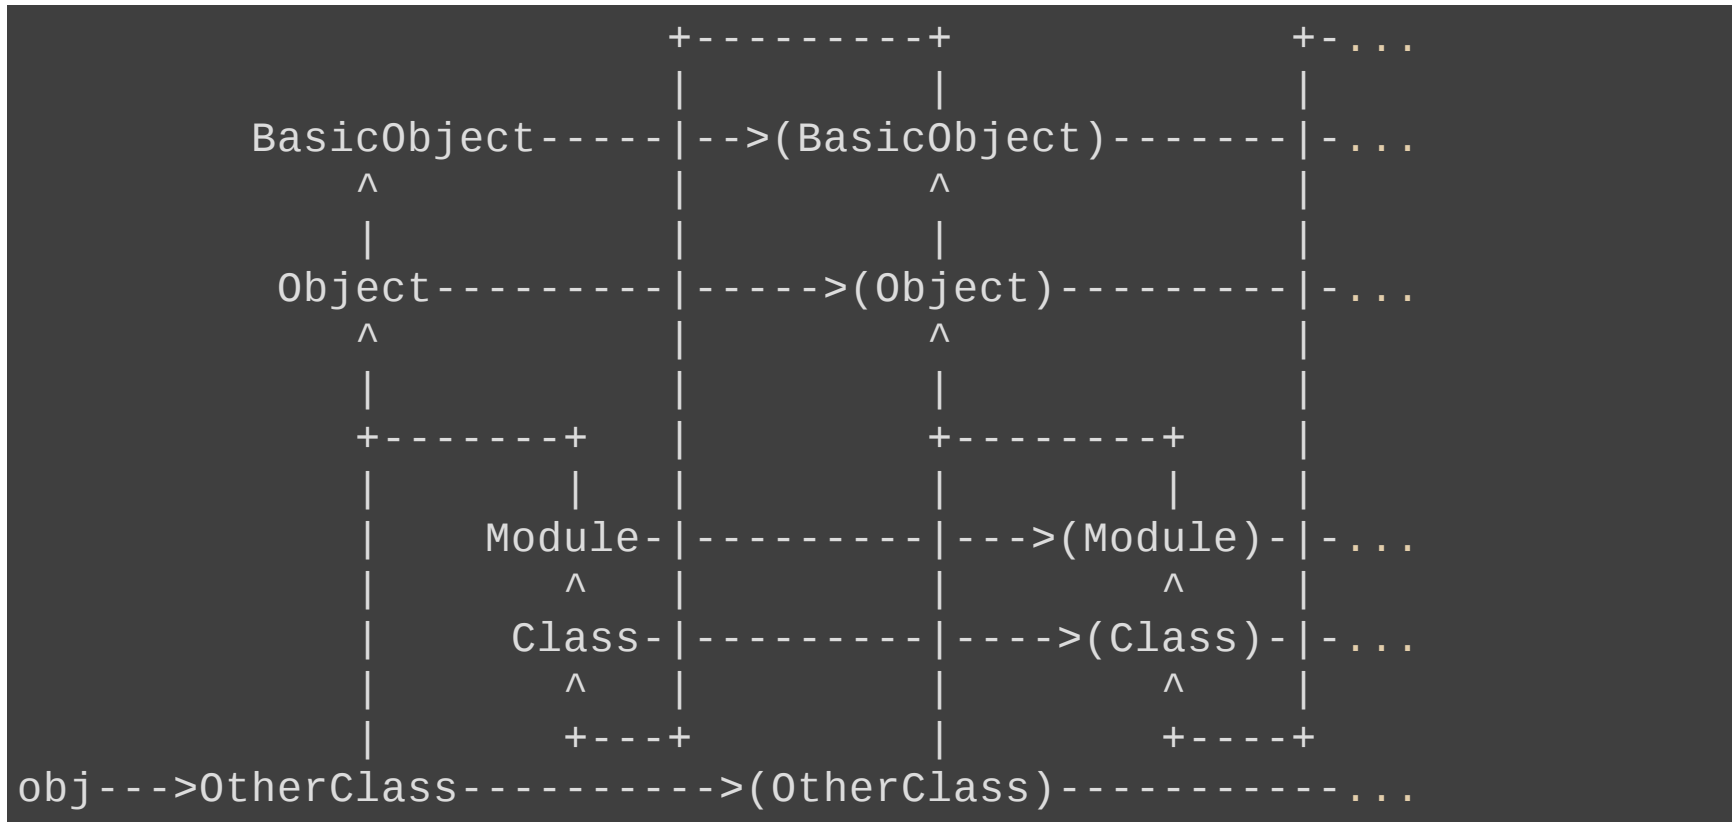 +---------+             +-...
                         |         |             |
         BasicObject-----|-->(BasicObject)-------|-...
             ^           |         ^             |
             |           |         |             |
          Object---------|----->(Object)---------|-...
             ^           |         ^             |
             |           |         |             |
             +-------+   |         +--------+    |
             |       |   |         |        |    |
             |    Module-|---------|--->(Module)-|-...
             |       ^   |         |        ^    |
             |     Class-|---------|---->(Class)-|-...
             |       ^   |         |        ^    |
             |       +---+         |        +----+
obj--->OtherClass---------->(OtherClass)-----------...